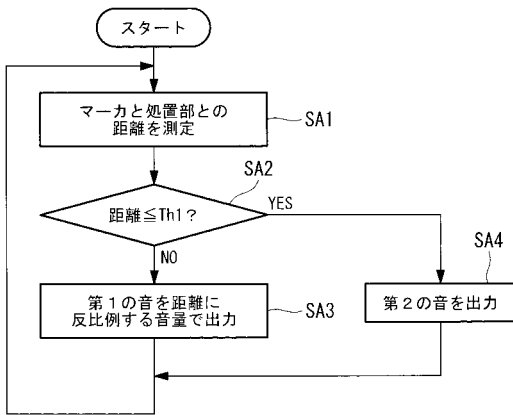 スタート
マーカと処置部との
距離を測定
SA1
SA2
距離≦Th1?
YES
NO
SA4
第1の音を距離に
反比例する音量で出力
SA3
第2の音を出力